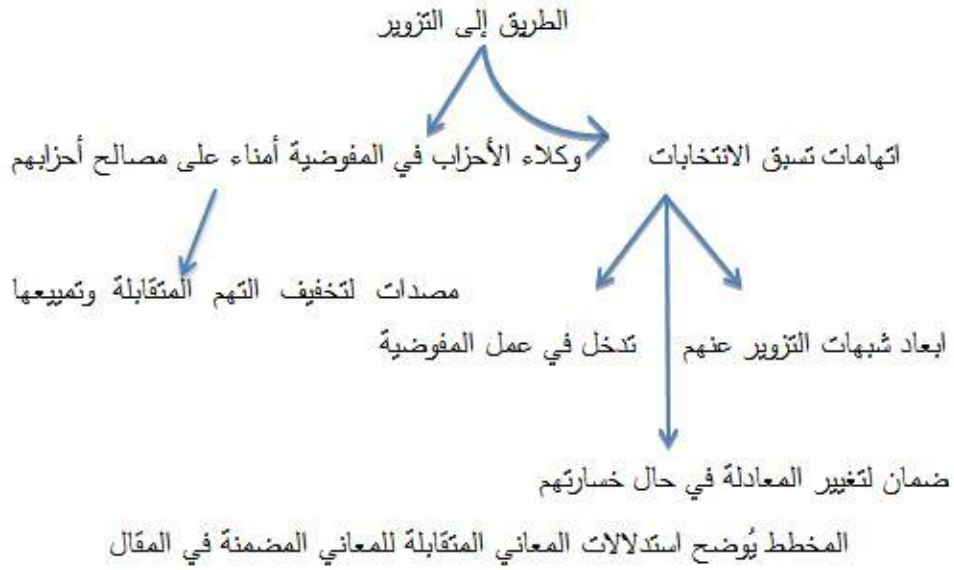 الطريق إلى التزوير
اتهامات تسبق الانتخابات
وكلاء الأحزاب في المفوضية أمناء على مصالح أحزابهم
مصدات لتخفيف التهم المتقابلة وتمييعها
ابعاد شبهات التزوير عنهم
تدخل في عمل المفوضية
ضمان لتغيير المعادلة في حال خسارتهم
المخطط يُوضح استدلالات المعاني المتقابلة للمعاني المضمنة في المقال